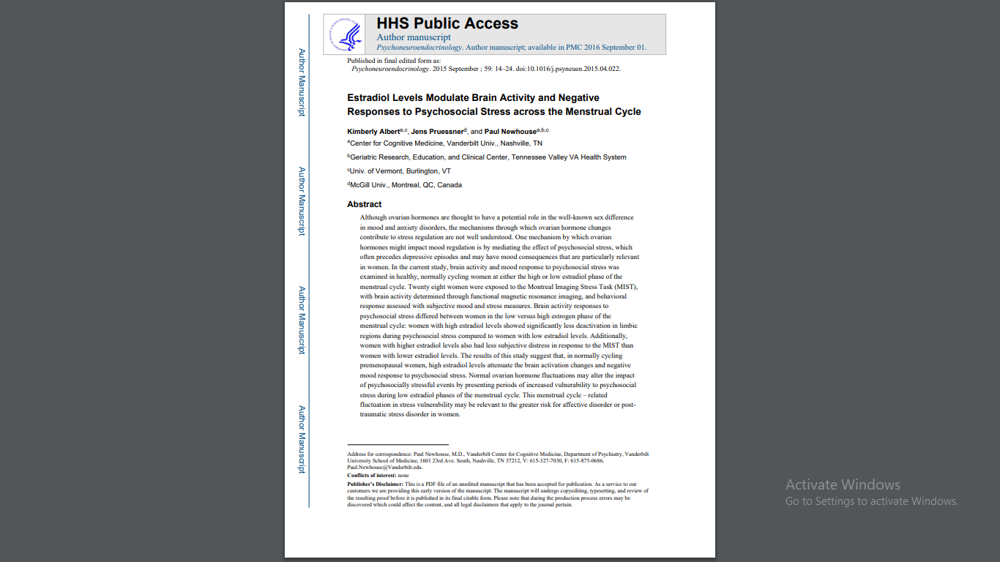 HHS Public Access
Author manuscript
Psychoneuroendocrinology. Author manuscript; available in PMC 2016 September 01.
Published in final edited form as:
Psychoneuroendocrinology. 2015 September ; 59: 14–24. doi:10.1016/j.psyneuen.2015.04.022.
Estradiol Levels Modulate Brain Activity and Negative
Responses to Psychosocial Stress across the Menstrual Cycle
Kimberly Albertᵃ,ᶜ, Jens Pruessnerᵈ, and Paul Newhouseᵃ,ᵇ,ᶜ
ᵃCenter for Cognitive Medicine, Vanderbilt Univ., Nashville, TN
ᵇGeriatric Research, Education, and Clinical Center, Tennessee Valley VA Health System
ᶜUniv. of Vermont, Burlington, VT
ᵈMcGill Univ., Montreal, QC, Canada
Abstract
Although ovarian hormones are thought to have a potential role in the well-known sex difference
in mood and anxiety disorders, the mechanisms through which ovarian hormone changes
contribute to stress regulation are not well understood. One mechanism by which ovarian
hormones might impact mood regulation is by mediating the effect of psychosocial stress, which
often precedes depressive episodes and may have mood consequences that are particularly relevant
in women. In the current study, brain activity and mood response to psychosocial stress was
examined in healthy, normally cycling women at either the high or low estradiol phase of the
menstrual cycle. Twenty eight women were exposed to the Montreal Imaging Stress Task (MIST),
with brain activity determined through functional magnetic resonance imaging, and behavioral
response assessed with subjective mood and stress measures. Brain activity responses to
psychosocial stress differed between women in the low versus high estrogen phase of the
menstrual cycle: women with high estradiol levels showed significantly less deactivation in limbic
regions during psychosocial stress compared to women with low estradiol levels. Additionally,
women with higher estradiol levels also had less subjective distress in response to the MIST than
women with lower estradiol levels. The results of this study suggest that, in normally cycling
premenopausal women, high estradiol levels attenuate the brain activation changes and negative
mood response to psychosocial stress. Normal ovarian hormone fluctuations may alter the impact
of psychosocially stressful events by presenting periods of increased vulnerability to psychosocial
stress during low estradiol phases of the menstrual cycle. This menstrual cycle – related
fluctuation in stress vulnerability may be relevant to the greater risk for affective disorder or post-
traumatic stress disorder in women.
Address for correspondence: Paul Newhouse, M.D., Vanderbilt Center for Cognitive Medicine, Department of Psychiatry, Vanderbilt
University School of Medicine, 1601 23rd Ave. South, Nashville, TN 37212, V: 615-327-7030, F: 615-875-0686,
Paul.Newhouse@Vanderbilt.edu.
Conflicts of interest: none
Publisher's Disclaimer: This is a PDF file of an unedited manuscript that has been accepted for publication. As a service to our
customers we are providing this early version of the manuscript. The manuscript will undergo copyediting, typesetting, and review of
the resulting proof before it is published in its final citable form. Please note that during the production process errors may be
discovered which could affect the content, and all legal disclaimers that apply to the journal pertain.
Author Manuscript
Author Manuscript
Author Manuscript
Author Manuscript
Activate Windows
Go to Settings to activate Windows.